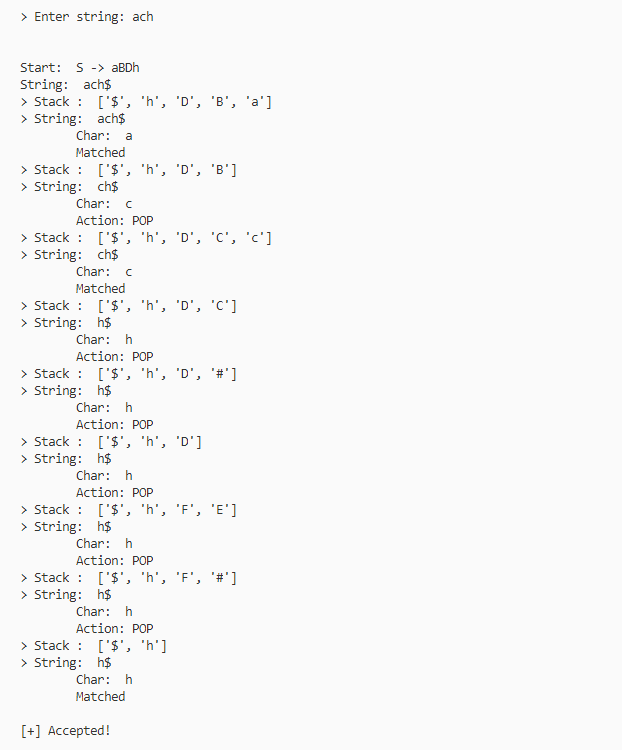 > Enter string: ach
Start:  S -> aBDh
String:  ach$
> Stack :  ['$', 'h', 'D', 'B', 'a']
> String:  ach$
Char:  a
Matched
> Stack :  ['$', 'h', 'D', 'B']
> String:  ch$
Char:  c
Action: POP
> Stack :  ['$', 'h', 'D', 'C', 'c']
> String:  ch$
Char:  c
Matched
> Stack :  ['$', 'h', 'D', 'C']
> String:  h$
Char:  h
Action: POP
> Stack :  ['$', 'h', 'D', '#']
> String:  h$
Char:  h
Action: POP
> Stack :  ['$', 'h', 'D']
> String:  h$
Char:  h
Action: POP
> Stack :  ['$', 'h', 'F', 'E']
> String:  h$
Char:  h
Action: POP
> Stack :  ['$', 'h', 'F', '#']
> String:  h$
Char:  h
Action: POP
> Stack :  ['$', 'h']
> String:  h$
Char:  h
Matched
[+] Accepted!